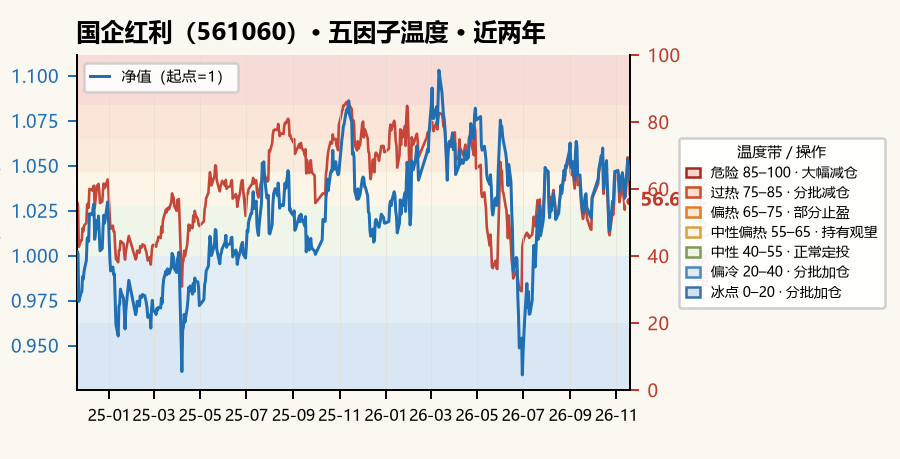 国企红利（561060）· 五因子温度 · 近两年
净值（起点=1）
1.100
1.075
1.050
1.025
1.000
0.975
0.950
100
80
60
40
20
0
56.6
25-01 25-03 25-05 25-07 25-09 25-11 26-01 26-03 26-05 26-07 26-09 26-11
温度带 / 操作
危险 85–100 · 大幅减仓
过热 75–85 · 分批减仓
偏热 65–75 · 部分止盈
中性偏热 55–65 · 持有观望
中性 40–55 · 正常定投
偏冷 20–40 · 分批加仓
冰点 0–20 · 分批加仓